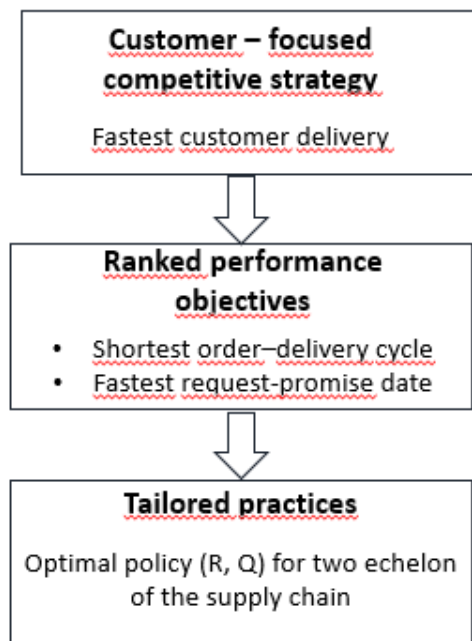 Customer – focused
competitive strategy
Fastest customer delivery
Ranked performance
objectives
• Shortest order–delivery cycle
• Fastest request-promise date
Tailored practices
Optimal policy (R, Q) for two echelon
of the supply chain